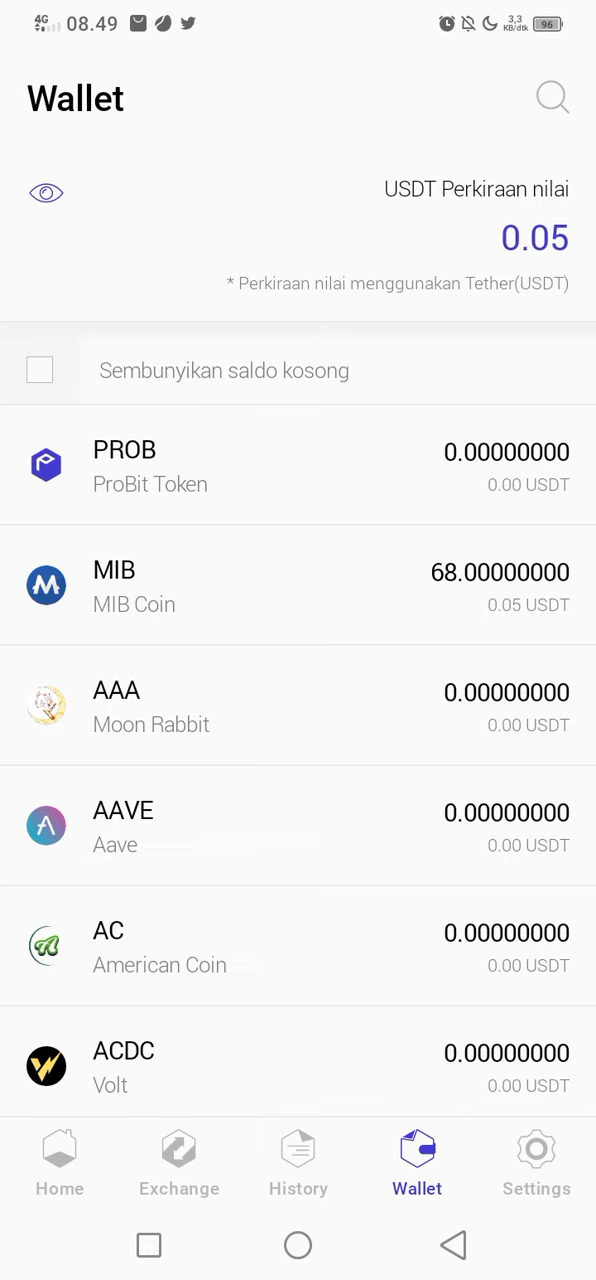 4G 08.49 3,3 KB/dtk 96
Wallet
USDT Perkiraan nilai
0.05
* Perkiraan nilai menggunakan Tether(USDT)
Sembunyikan saldo kosong
PROB 0.00000000
ProBit Token 0.00 USDT
MIB 68.00000000
MIB Coin 0.05 USDT
AAA 0.00000000
Moon Rabbit 0.00 USDT
AAVE 0.00000000
Aave 0.00 USDT
AC 0.00000000
American Coin 0.00 USDT
ACDC 0.00000000
Volt 0.00 USDT
Home Exchange History Wallet Settings